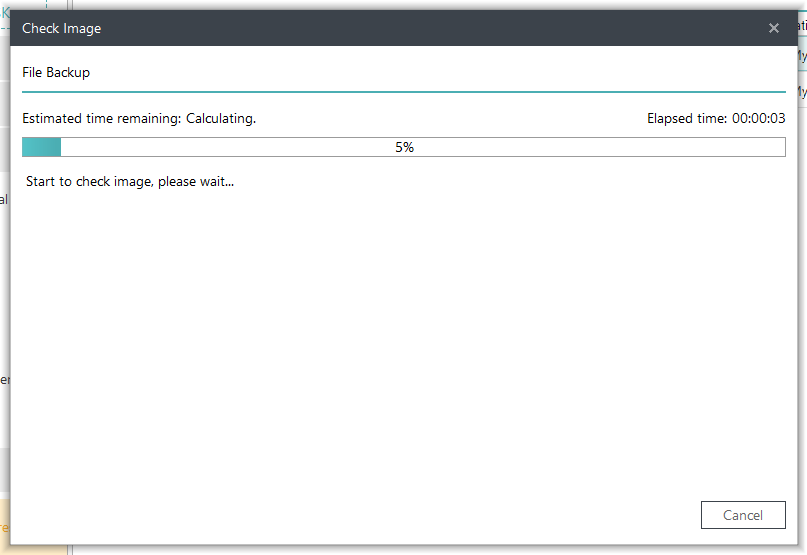 Check Image
File Backup
Estimated time remaining: Calculating.
Elapsed time: 00:00:03
5%
Start to check image, please wait...
Cancel